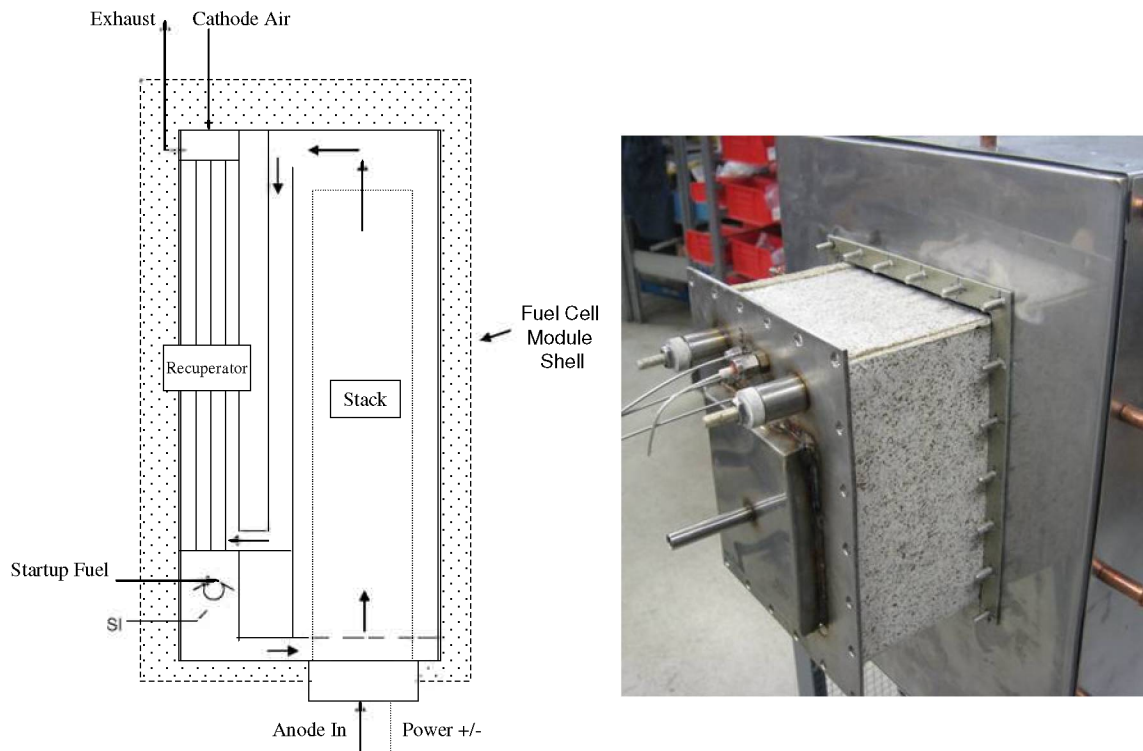 Exhaust
Cathode Air
Fuel Cell
Module
Shell
Recuperator
Stack
Startup Fuel
SI
Anode In
Power +/-